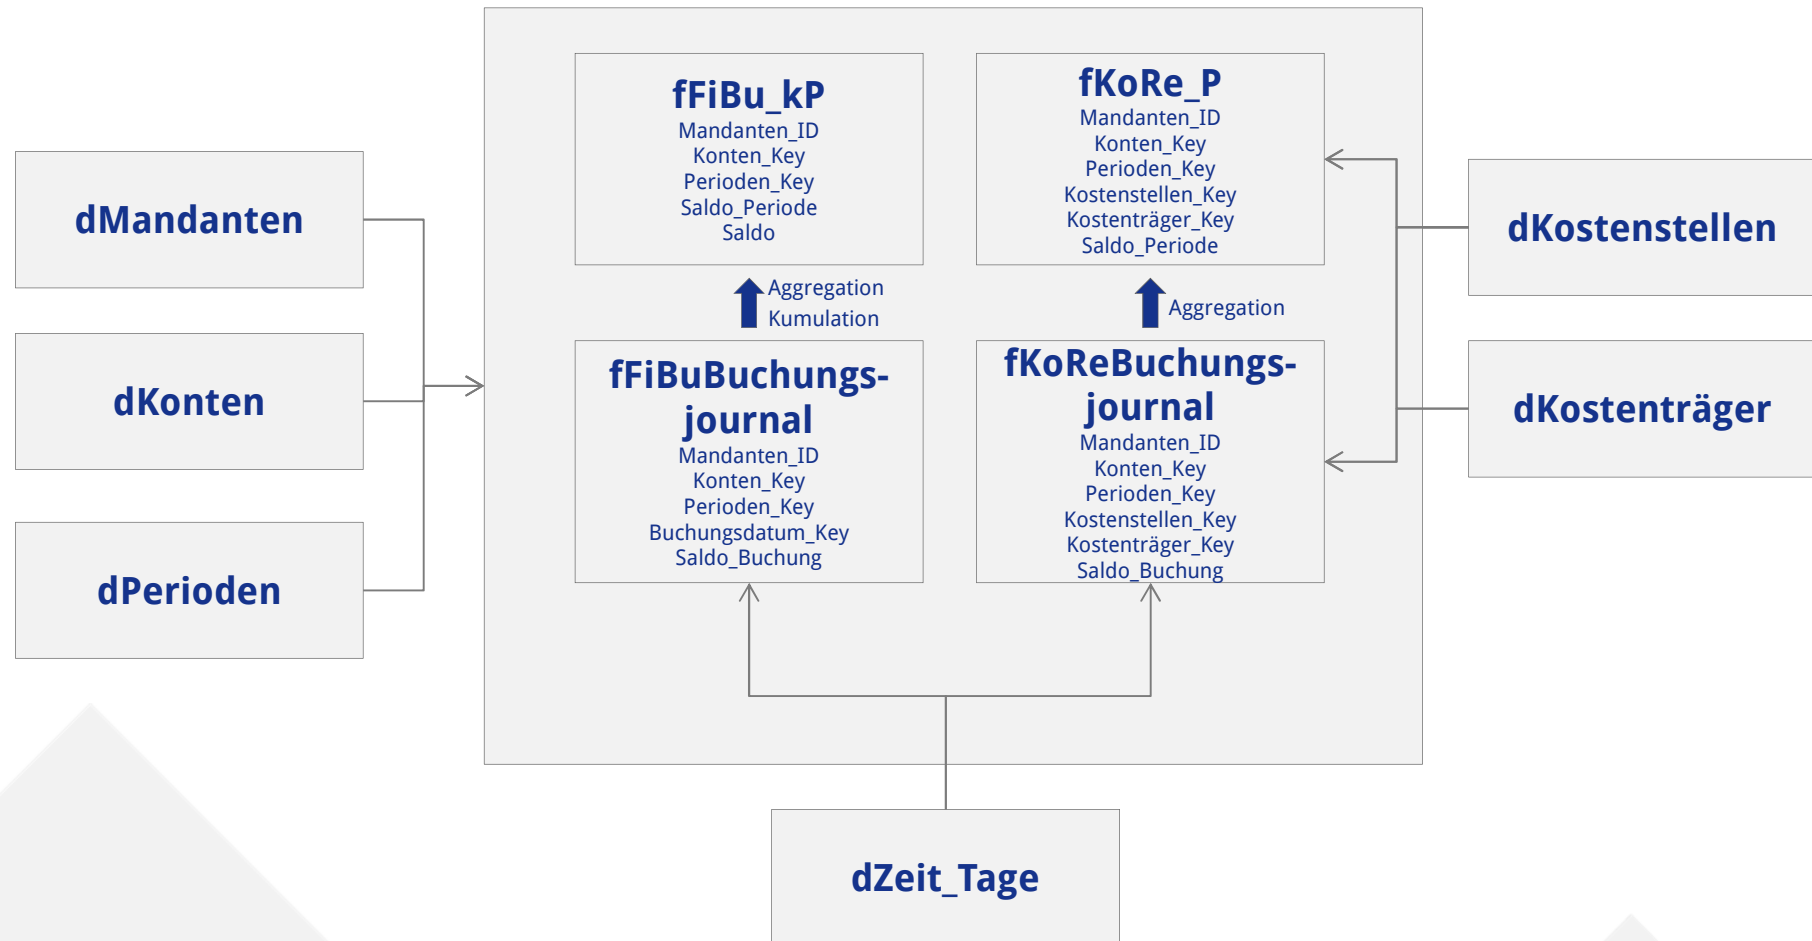 dMandanten
dKonten
dPerioden
fFiBu_kP
Mandanten_ID
Konten_Key
Perioden_Key
Saldo_Periode
Saldo
Aggregation
Kumulation
fFiBuBuchungs-
journal
Mandanten_ID
Konten_Key
Perioden_Key
Buchungsdatum_Key
Saldo_Buchung
fKoRe_P
Mandanten_ID
Konten_Key
Perioden_Key
Kostenstellen_Key
Kostenträger_Key
Saldo_Periode
Aggregation
fKoReBuchungs-
journal
Mandanten_ID
Konten_Key
Perioden_Key
Kostenstellen_Key
Kostenträger_Key
Saldo_Buchung
dKostenstellen
dKostenträger
dZeit_Tage